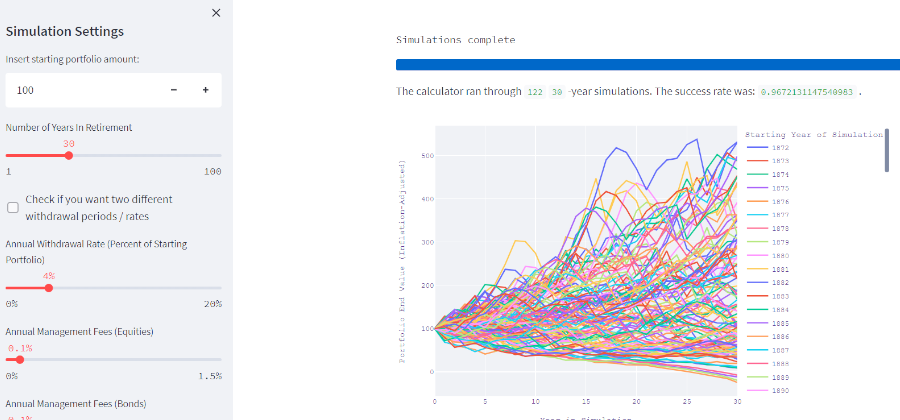 Simulation Settings
Insert starting portfolio amount:
100
Number of Years In Retirement
30
1 100
Check if you want two different
withdrawal periods / rates
Annual Withdrawal Rate (Percent of Starting
Portfolio)
4%
0% 20%
Annual Management Fees (Equities)
0.1%
0% 1.5%
Annual Management Fees (Bonds)
0.1%
Simulations complete
The calculator ran through 122 30 -year simulations. The success rate was: 0.9672131147540983 .
Portfolio End Value (Inflation-Adjusted)
500
400
300
200
100
0
0 5 10 15 20 25 30
Year in Simulation
Starting Year of Simulation
1872
1873
1874
1875
1876
1877
1878
1879
1880
1881
1882
1883
1884
1885
1886
1887
1888
1889
1890